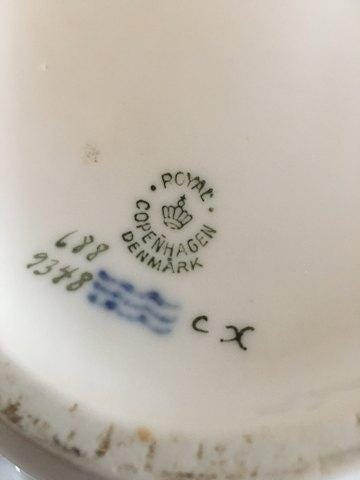 ROYAL
COPENHAGEN
DENMARK
688
9348
C X